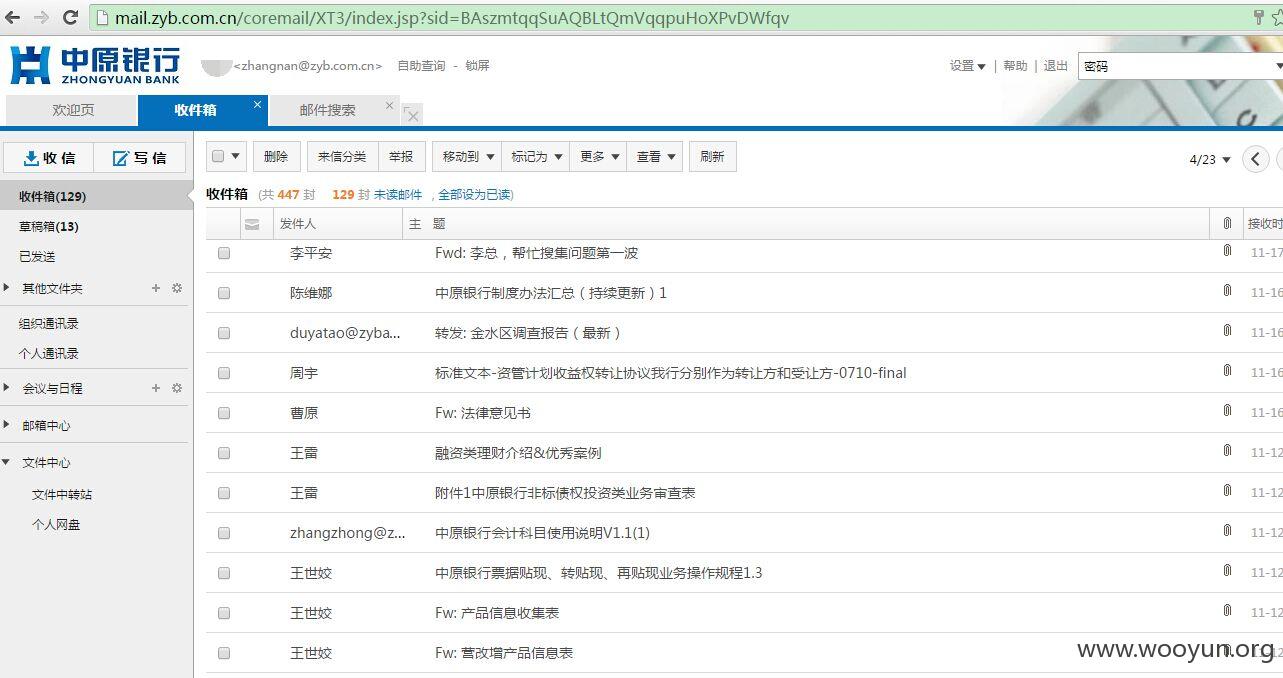 mail.zyb.com.cn/coremail/XT3/index.jsp?sid=BAszmtqqSuAQBLtQmVqqpuHoXPvDWfqv
中原银行
ZHONGYUAN BANK
<zhangnan@zyb.com.cn> 自助查询 - 锁屏
设置 | 帮助 | 退出 密码
欢迎页 收件箱 邮件搜索
收 信 写 信
删除 来信分类 举报 移动到 标记为 更多 查看 刷新 4/23
收件箱(129)
草稿箱(13)
已发送
其他文件夹
组织通讯录
个人通讯录
会议与日程
邮箱中心
文件中心
文件中转站
个人网盘
收件箱 (共 447 封 129 封 未读邮件 , 全部设为已读)
发件人 主 题 接收时
李平安 Fwd: 李总，帮忙搜集问题第一波 11-17
陈维娜 中原银行制度办法汇总（持续更新）1 11-16
duyatao@zyba... 转发: 金水区调查报告（最新） 11-16
周宇 标准文本-资管计划收益权转让协议我行分别作为转让方和受让方-0710-final 11-16
曹原 Fw: 法律意见书 11-16
王雷 融资类理财介绍&优秀案例 11-12
王雷 附件1中原银行非标债权投资类业务审查表 11-12
zhangzhong@z... 中原银行会计科目使用说明V1.1(1) 11-12
王世姣 中原银行票据贴现、转贴现、再贴现业务操作规程1.3 11-12
王世姣 Fw: 产品信息收集表 11-12
王世姣 Fw: 营改增产品信息表 11-12
www.wooyun.org